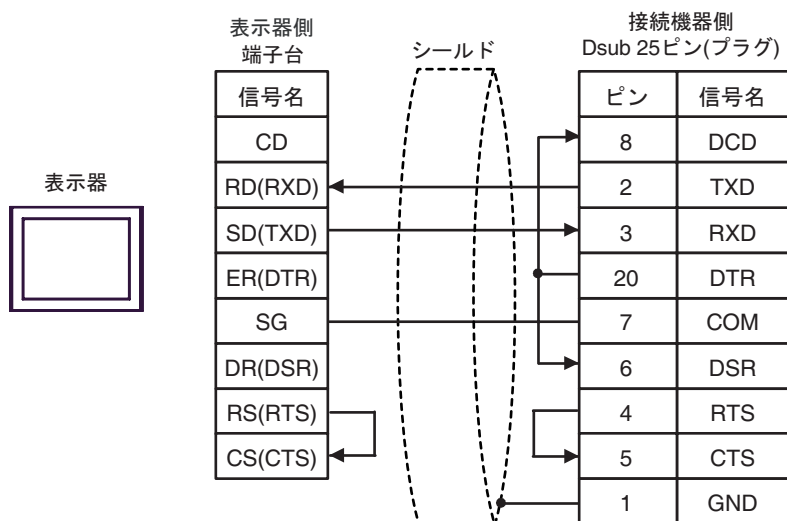 表示器側
端子台
シールド
接続機器側
Dsub 25ピン(プラグ)
表示器
信号名
CD
RD(RXD)
SD(TXD)
ER(DTR)
SG
DR(DSR)
RS(RTS)
CS(CTS)
ピン 信号名
8 DCD
2 TXD
3 RXD
20 DTR
7 COM
6 DSR
4 RTS
5 CTS
1 GND